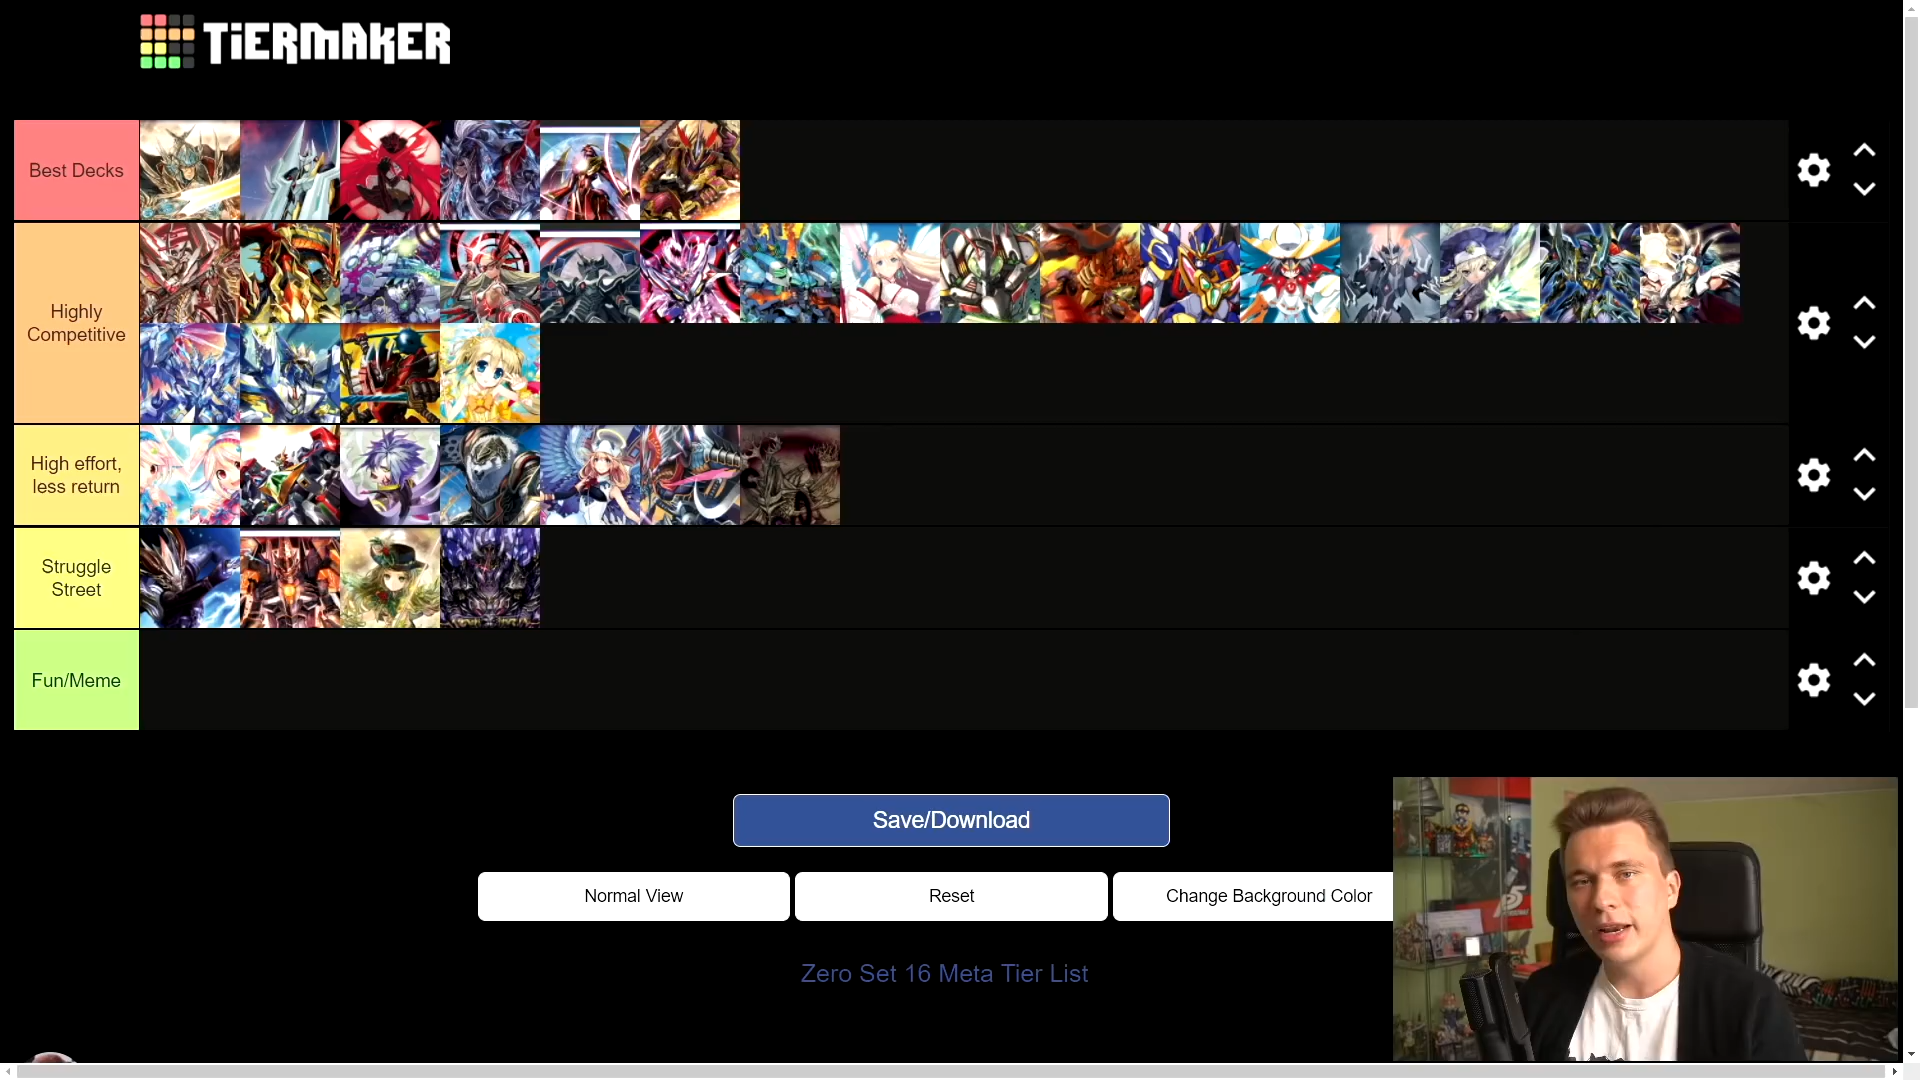 TIERMAKER
Best Decks
Highly
Competitive
High effort,
less return
Struggle
Street
Fun/Meme
Save/Download
Normal View
Reset
Change Background Color
Zero Set 16 Meta Tier List